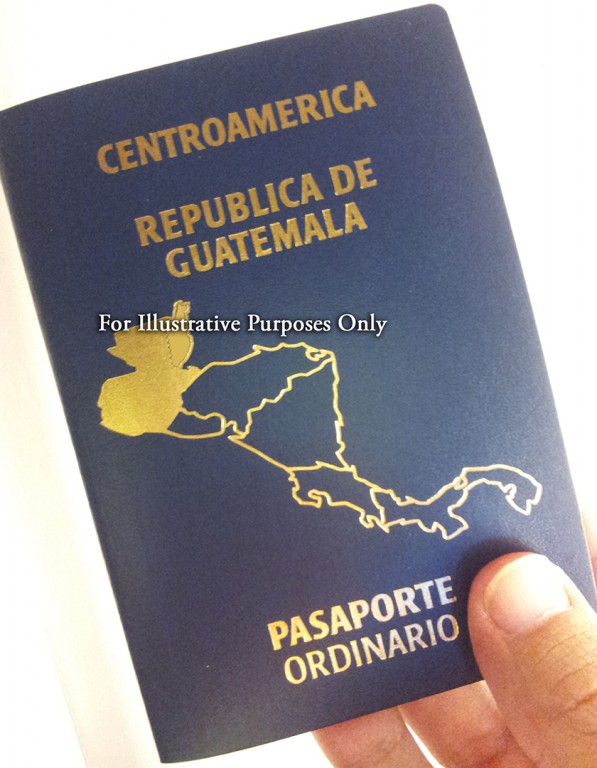 CENTROAMERICA
REPUBLICA DE
GUATEMALA
For Illustrative Purposes Only
PASAPORTE
ORDINARIO